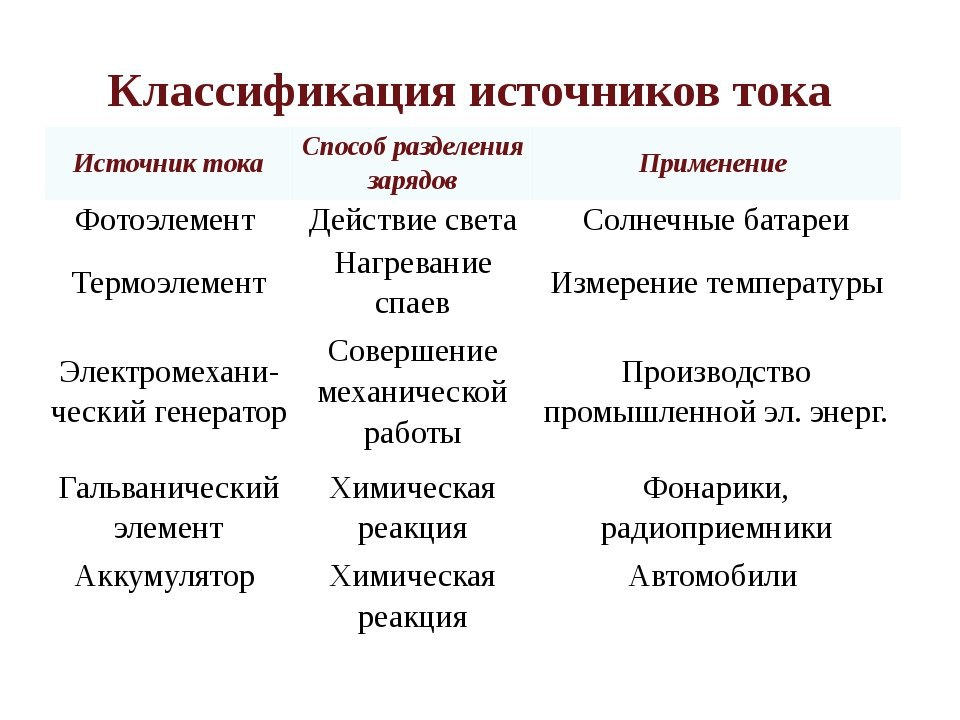 Классификация источников тока
Источник тока
Способ разделения
зарядов
Применение
Фотоэлемент
Действие света
Солнечные батареи
Термоэлемент
Нагревание
спаев
Измерение температуры
Электромехани-
ческий генератор
Совершение
механической
работы
Производство
промышленной эл. энерг.
Гальванический
элемент
Химическая
реакция
Фонарики,
радиоприемники
Аккумулятор
Химическая
реакция
Автомобили